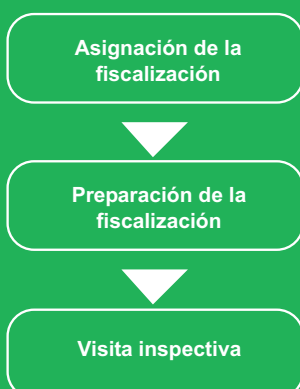 Asignación de la
fiscalización
Preparación de la
fiscalización
Visita inspectiva